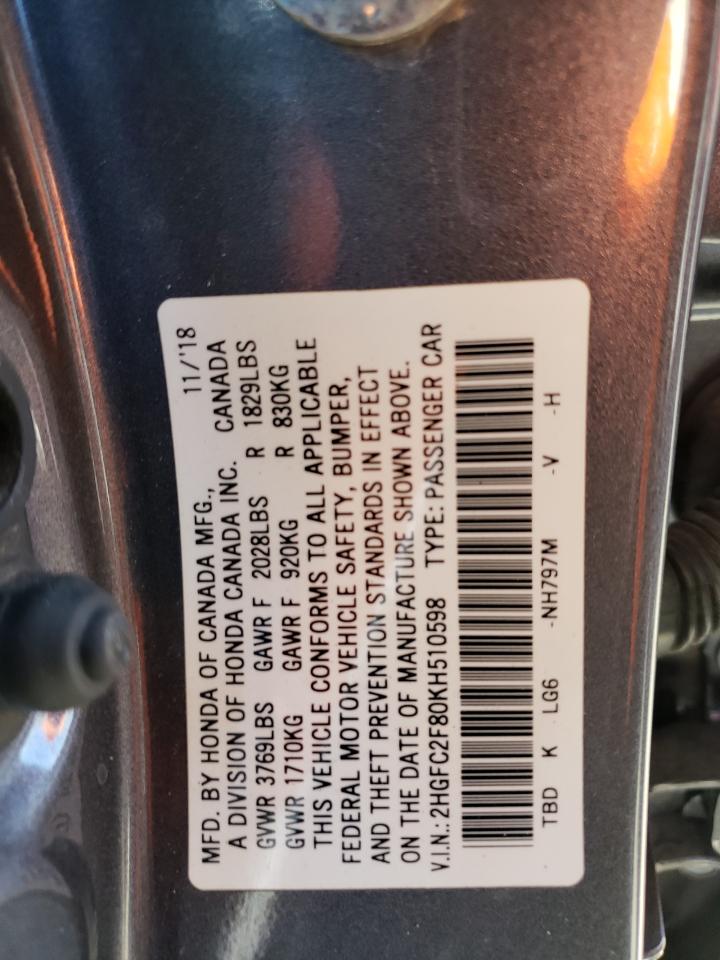 MFD. BY HONDA OF CANADA MFG., 11/'18
A DIVISION OF HONDA CANADA INC. CANADA
GVWR 3769LBS GAWR F 2028LBS R 1829LBS
GVWR 1710KG GAWR F 920KG R 830KG
THIS VEHICLE CONFORMS TO ALL APPLICABLE
FEDERAL MOTOR VEHICLE SAFETY, BUMPER,
AND THEFT PREVENTION STANDARDS IN EFFECT
ON THE DATE OF MANUFACTURE SHOWN ABOVE.
V.I.N.: 2HGFC2F80KH510598 TYPE: PASSENGER CAR
TBD K LG6 -NH797M -V -H